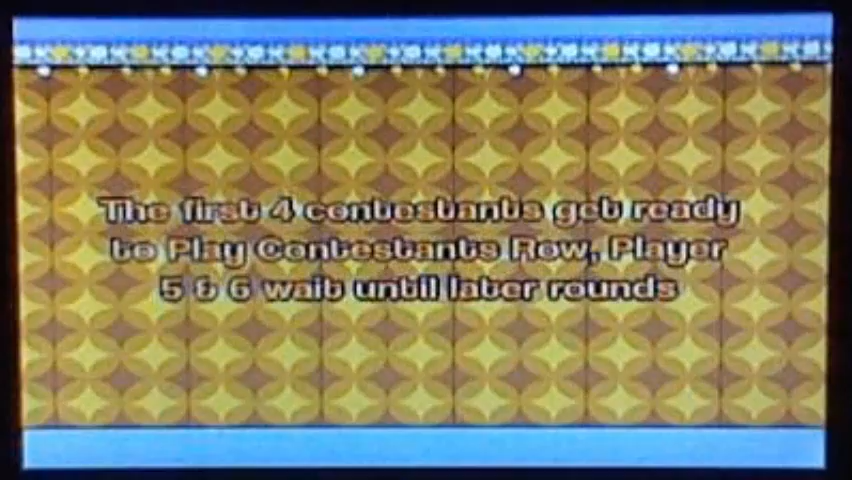 The first 4 contestants get ready
to Play Contestants Row, Player
5 & 6 wait until later rounds